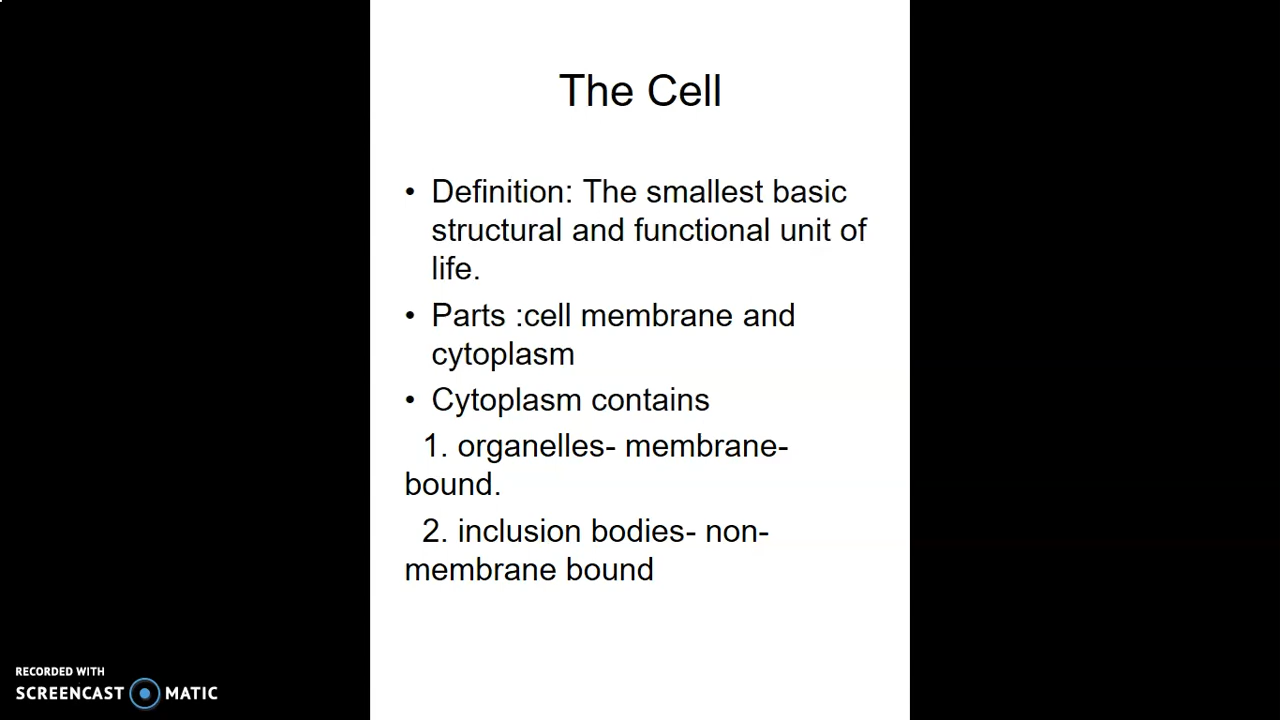 The Cell
• Definition: The smallest basic
structural and functional unit of
life.
• Parts :cell membrane and
cytoplasm
• Cytoplasm contains
1. organelles- membrane-
bound.
2. inclusion bodies- non-
membrane bound
RECORDED WITH
SCREENCAST MATIC